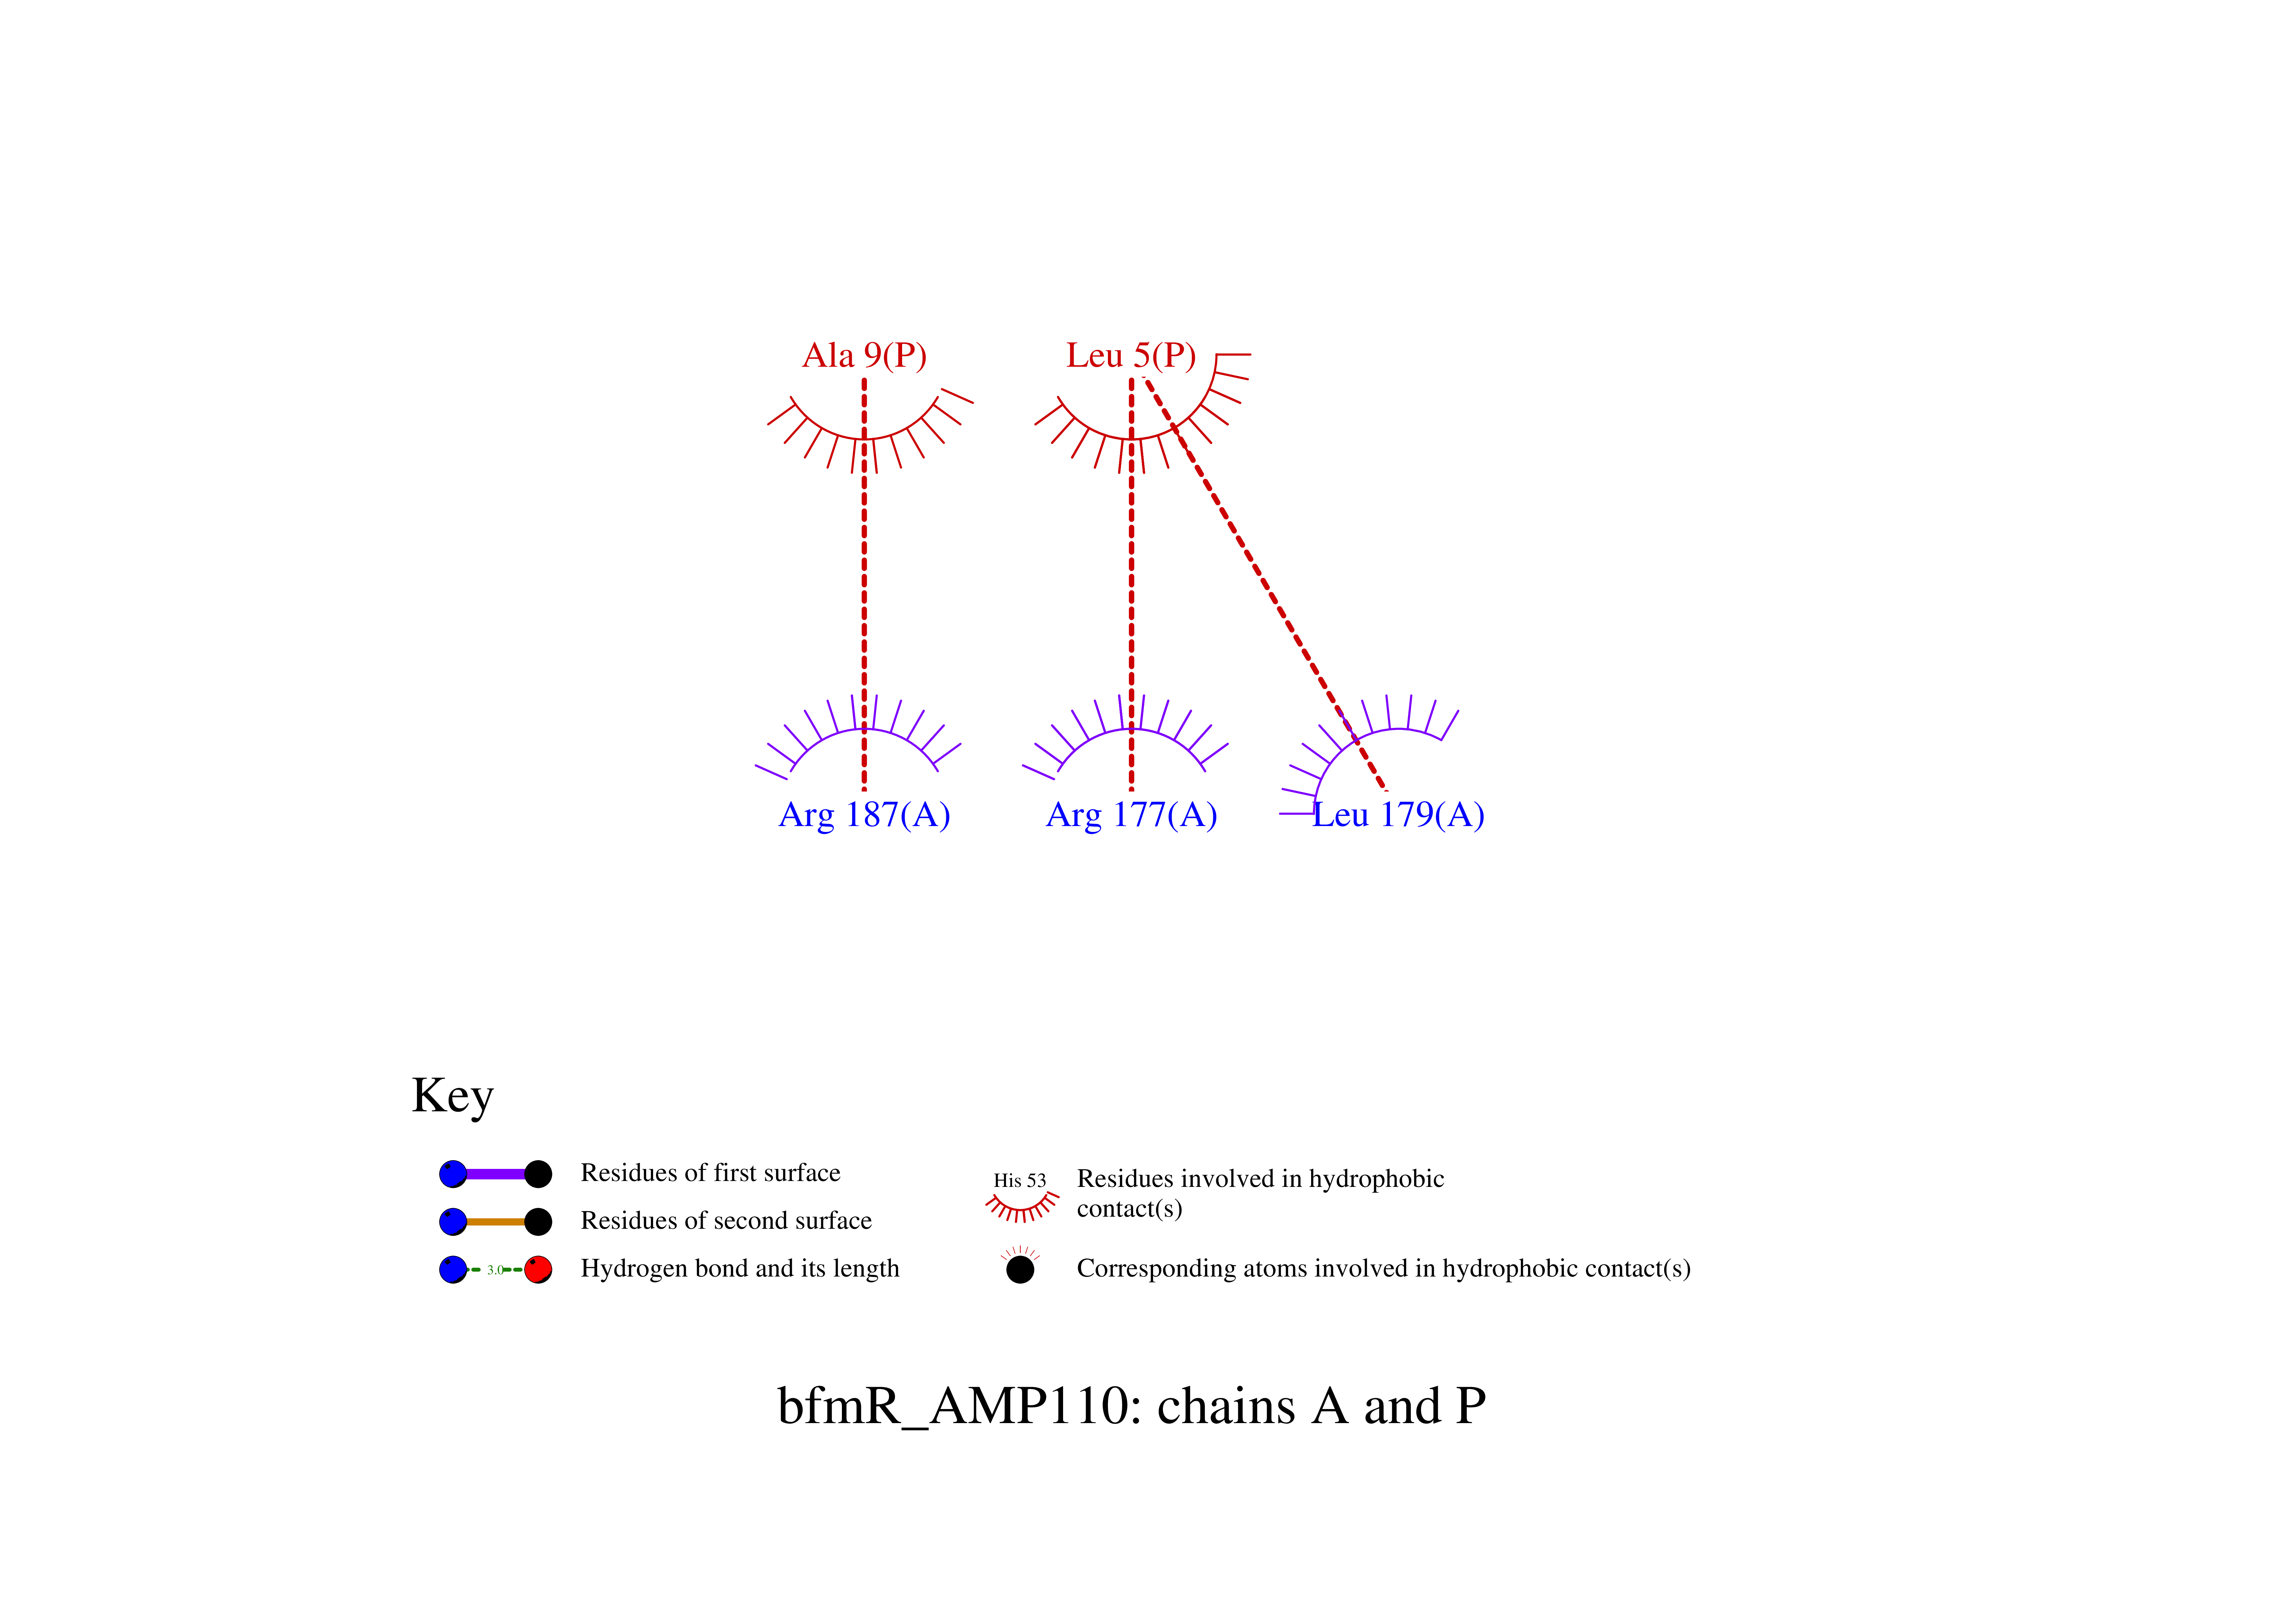 Ala 9(P)
Leu 5(P)
Arg 187(A)
Arg 177(A)
Leu 179(A)
Key
Residues of first surface
Residues of second surface
3.0
Hydrogen bond and its length
His 53
Residues involved in hydrophobic
contact(s)
Corresponding atoms involved in hydrophobic contact(s)
bfmR_AMP110: chains A and P